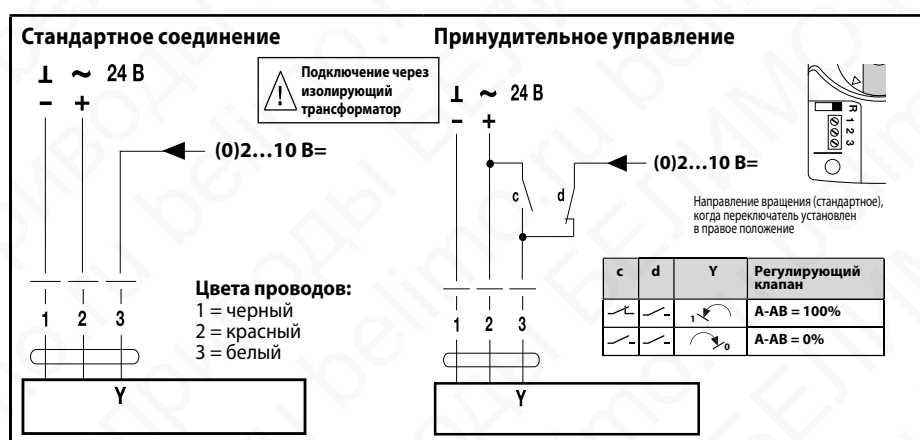 Стандартное соединение
⊥ ~ 24 В
− +
Подключение через
изолирующий
трансформатор
(0)2...10 В=
Цвета проводов:
1 = черный
2 = красный
3 = белый
1 2 3
Y
Принудительное управление
⊥ ~ 24 В
− +
(0)2...10 В=
c d
1 2 3
Y
R 1 2 3
Направление вращения (стандартное),
когда переключатель установлен
в правое положение
c d Y Регулирующий
клапан
1 A-AB = 100%
0 A-AB = 0%